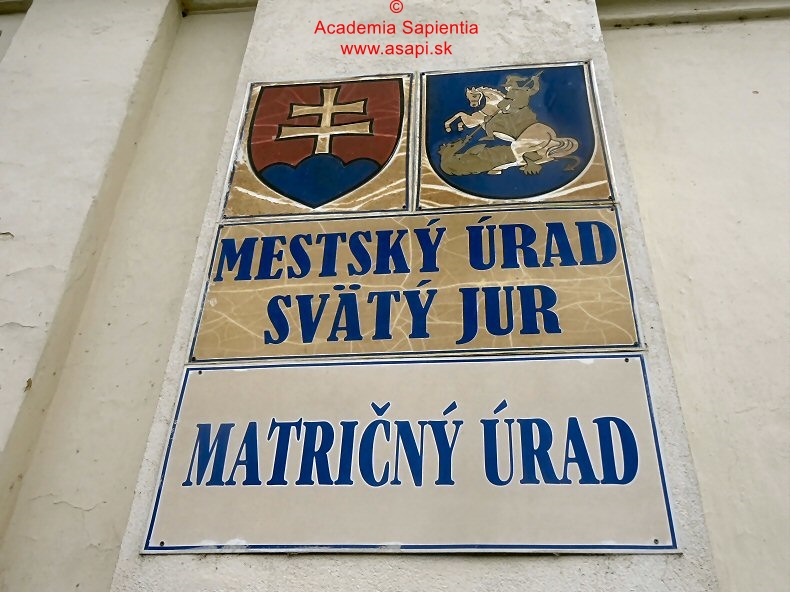 ©
Academia Sapientia
www.asapi.sk
MESTSKÝ ÚRAD
SVÄTÝ JUR
MATRIČNÝ ÚRAD